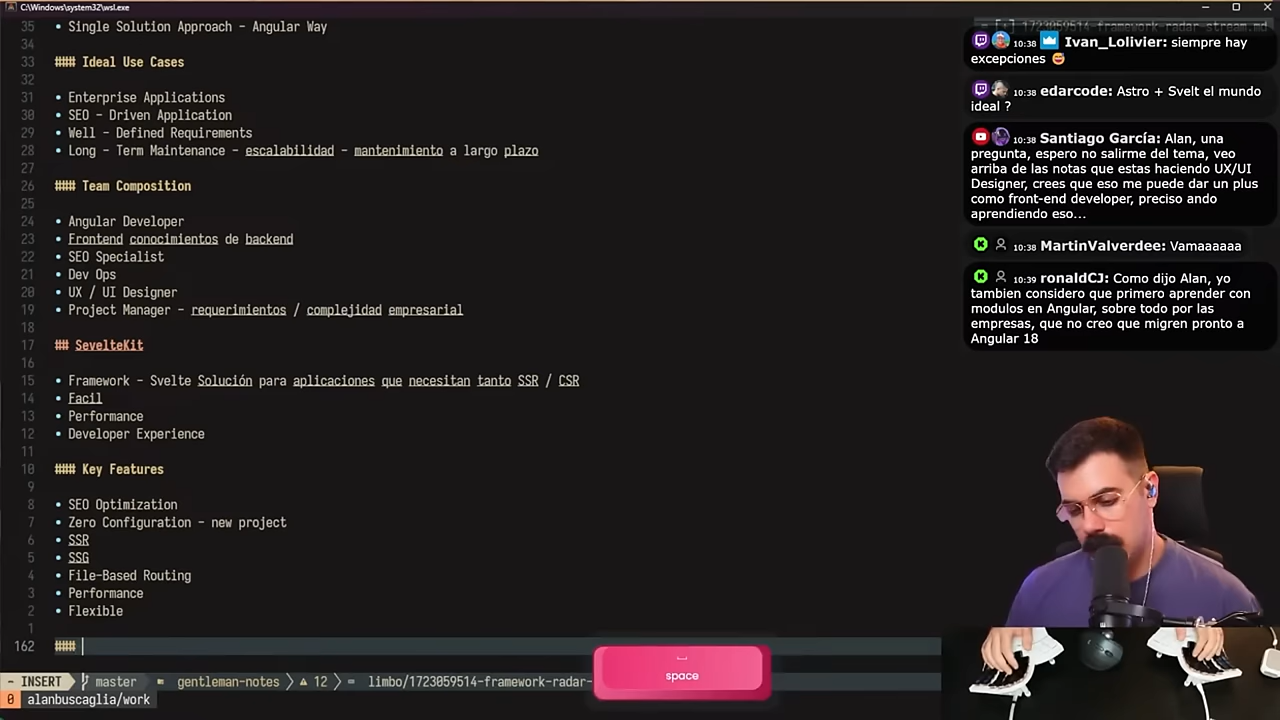 C:\Windows\system32\wsl.exe
35 • Single Solution Approach - Angular Way
34
33 ### Ideal Use Cases
32
31 • Enterprise Applications
30 • SEO - Driven Application
29 • Well - Defined Requirements
28 • Long - Term Maintenance - escalabilidad - mantenimiento a largo plazo
27
26 ### Team Composition
25
24 • Angular Developer
23 • Frontend conocimientos de backend
22 • SEO Specialist
21 • Dev Ops
20 • UX / UI Designer
19 • Project Manager - requerimientos / complejidad empresarial
18
17 ## SevelteKit
16
15 • Framework - Svelte Solución para aplicaciones que necesitan tanto SSR / CSR
14 • Facil
13 • Performance
12 • Developer Experience
11
10 ### Key Features
9
8 • SEO Optimization
7 • Zero Configuration - new project
6 • SSR
5 • SSG
4 • File-Based Routing
3 • Performance
2 • Flexible
1
162 ###
- INSERT master gentleman-notes 12 limbo/1723059514-framework-radar-
0 alanbuscaglia/work
space
[+] 1723059514-framework-radar-stream.md
10:38 Ivan_Lolivier: siempre hay
excepciones 😅
10:38 edarcode: Astro + Svelt el mundo
ideal ?
10:38 Santiago García: Alan, una
pregunta, espero no salirme del tema, veo
arriba de las notas que estas haciendo UX/UI
Designer, crees que eso me puede dar un plus
como front-end developer, preciso ando
aprendiendo eso...
10:38 MartinValverdee: Vamaaaaaa
10:39 ronaldCJ: Como dijo Alan, yo
tambien considero que primero aprender con
modulos en Angular, sobre todo por las
empresas, que no creo que migren pronto a
Angular 18